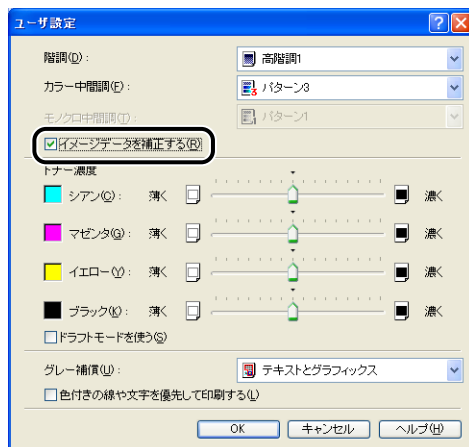 ユーザ設定
階調(D): 高階調1
カラー中間調(F): パターン3
モノクロ中間調(T): パターン1
イメージデータを補正する(R)
トナー濃度
シアン(C): 薄く 濃く
マゼンタ(G): 薄く 濃く
イエロー(Y): 薄く 濃く
ブラック(K): 薄く 濃く
ドラフトモードを使う(S)
グレー補償(U): テキストとグラフィックス
色付きの線や文字を優先して印刷する(L)
OK キャンセル ヘルプ(H)